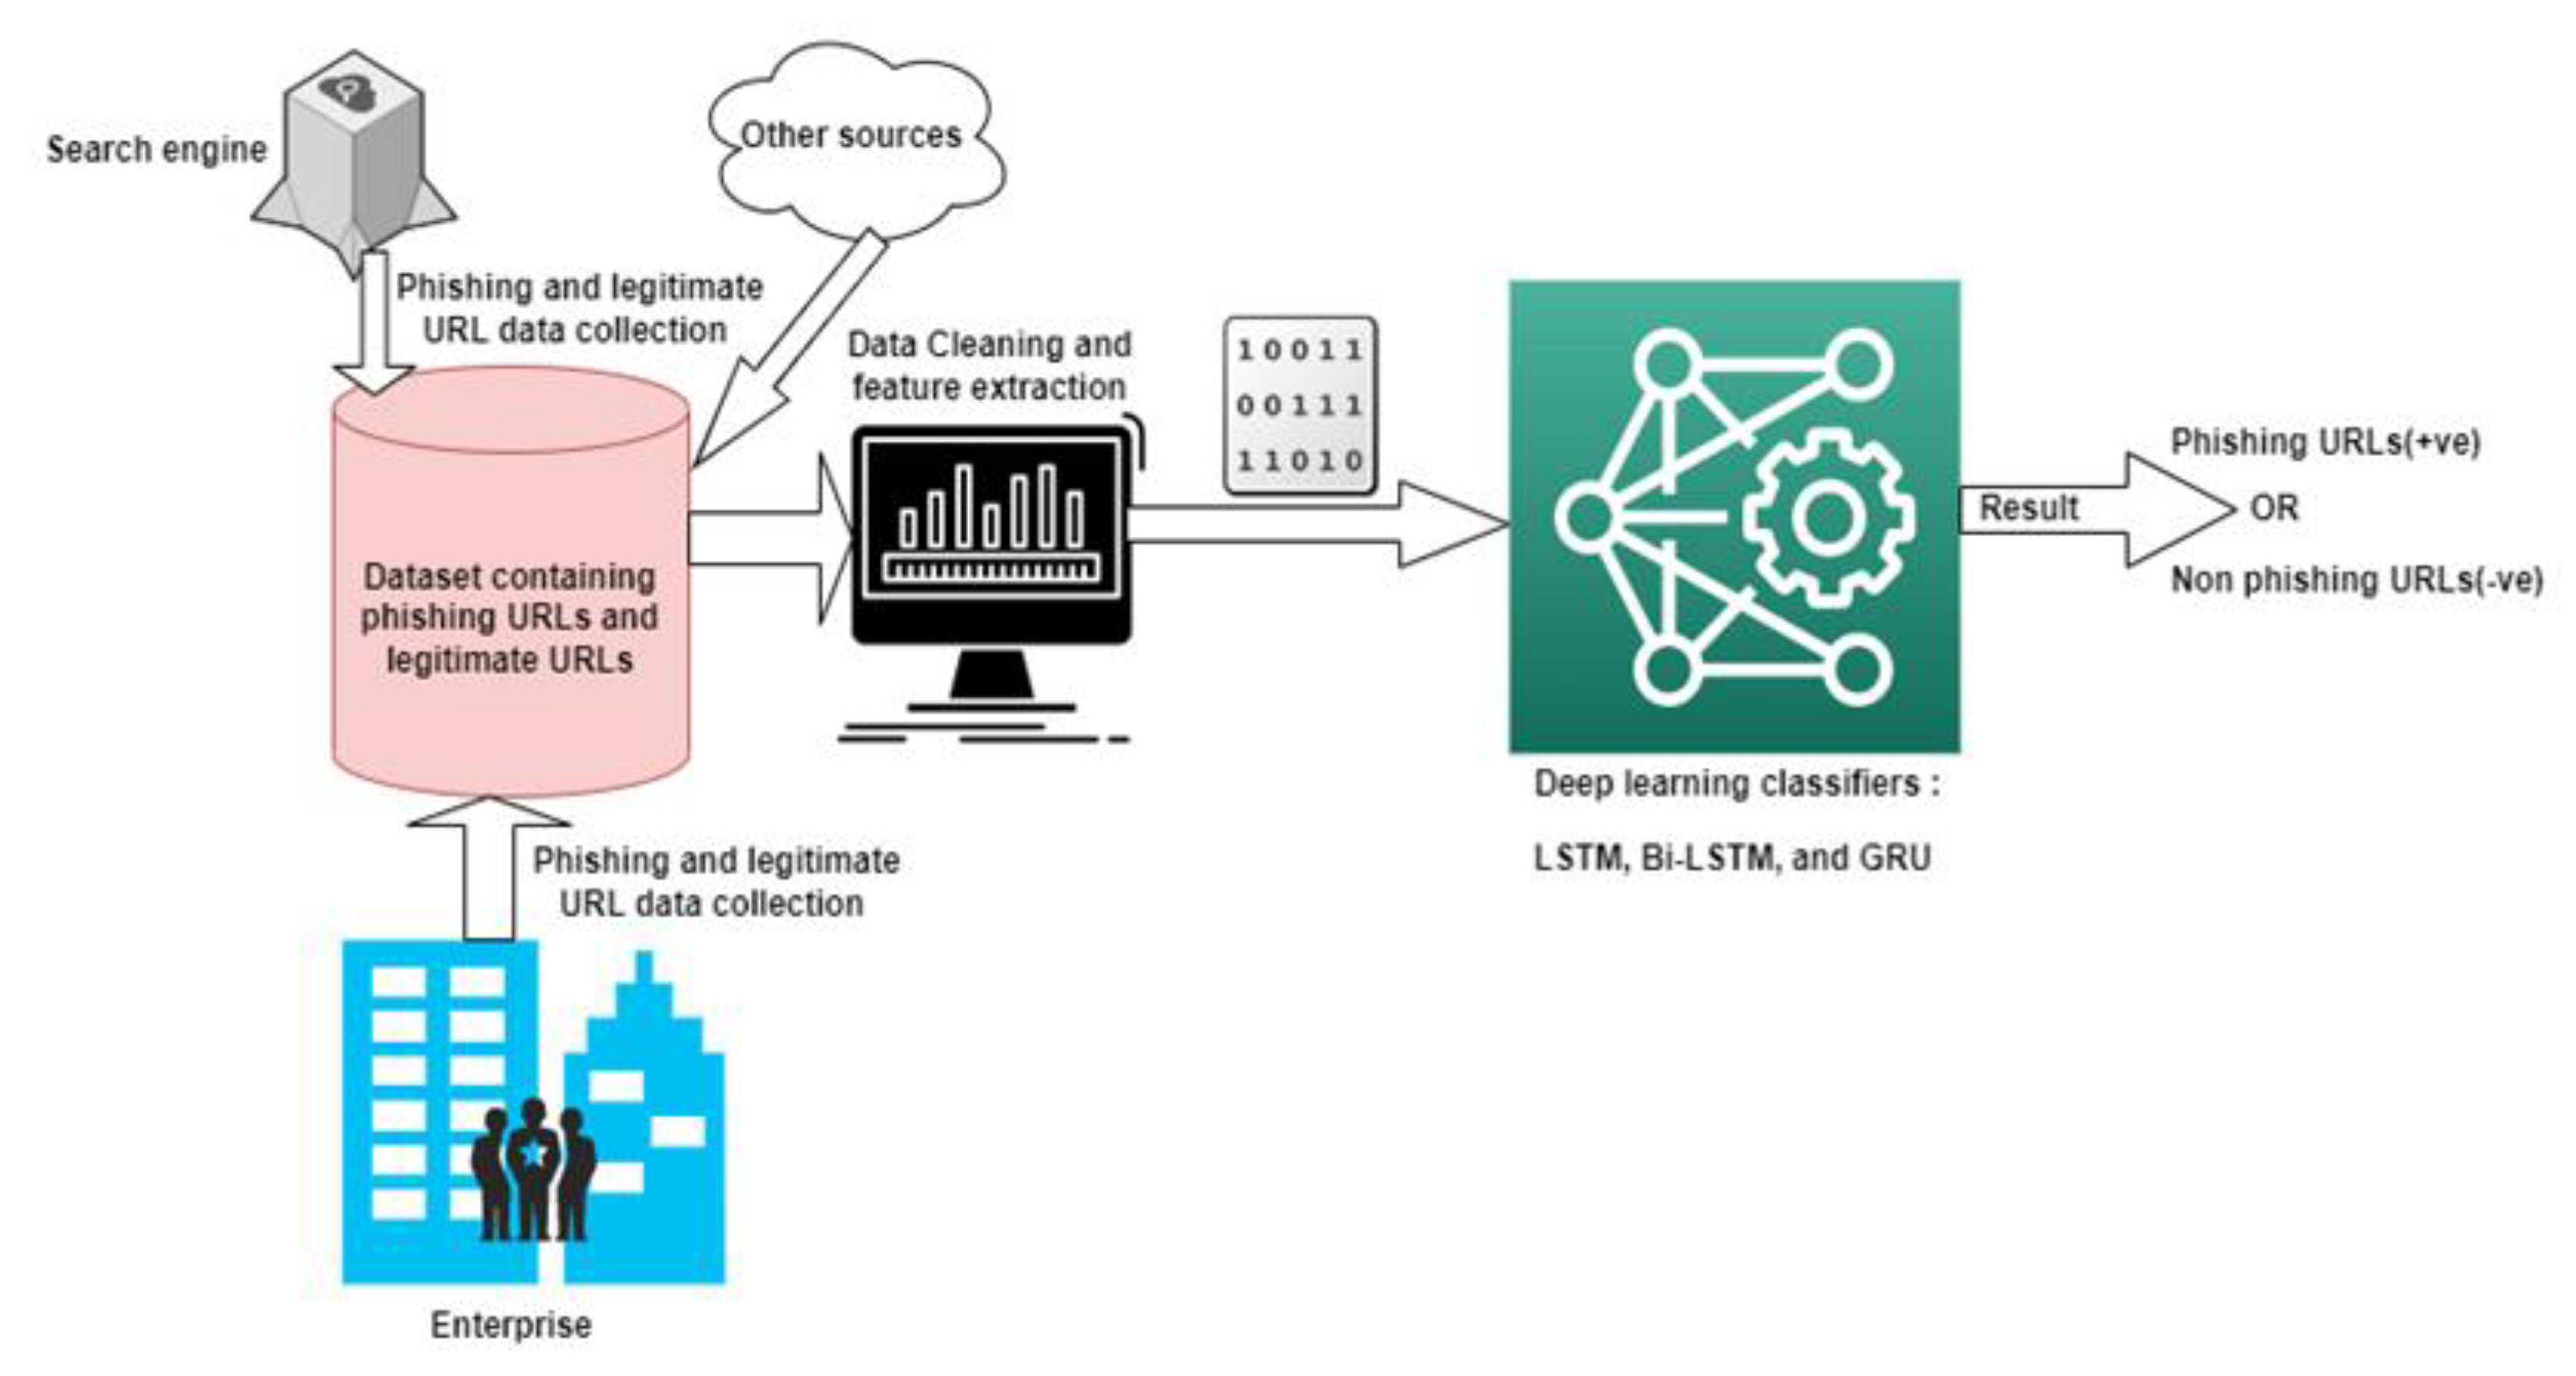 Search engine
Other sources
Phishing and legitimate
URL data collection
Data Cleaning and
feature extraction
1 0 0 1 1
0 0 1 1 1
1 1 0 1 0
Dataset containing
phishing URLs and
legitimate URLs
Phishing URLs(+ve)
Result
OR
Non phishing URLs(-ve)
Deep learning classifiers :
LSTM, Bi-LSTM, and GRU
Phishing and legitimate
URL data collection
Enterprise